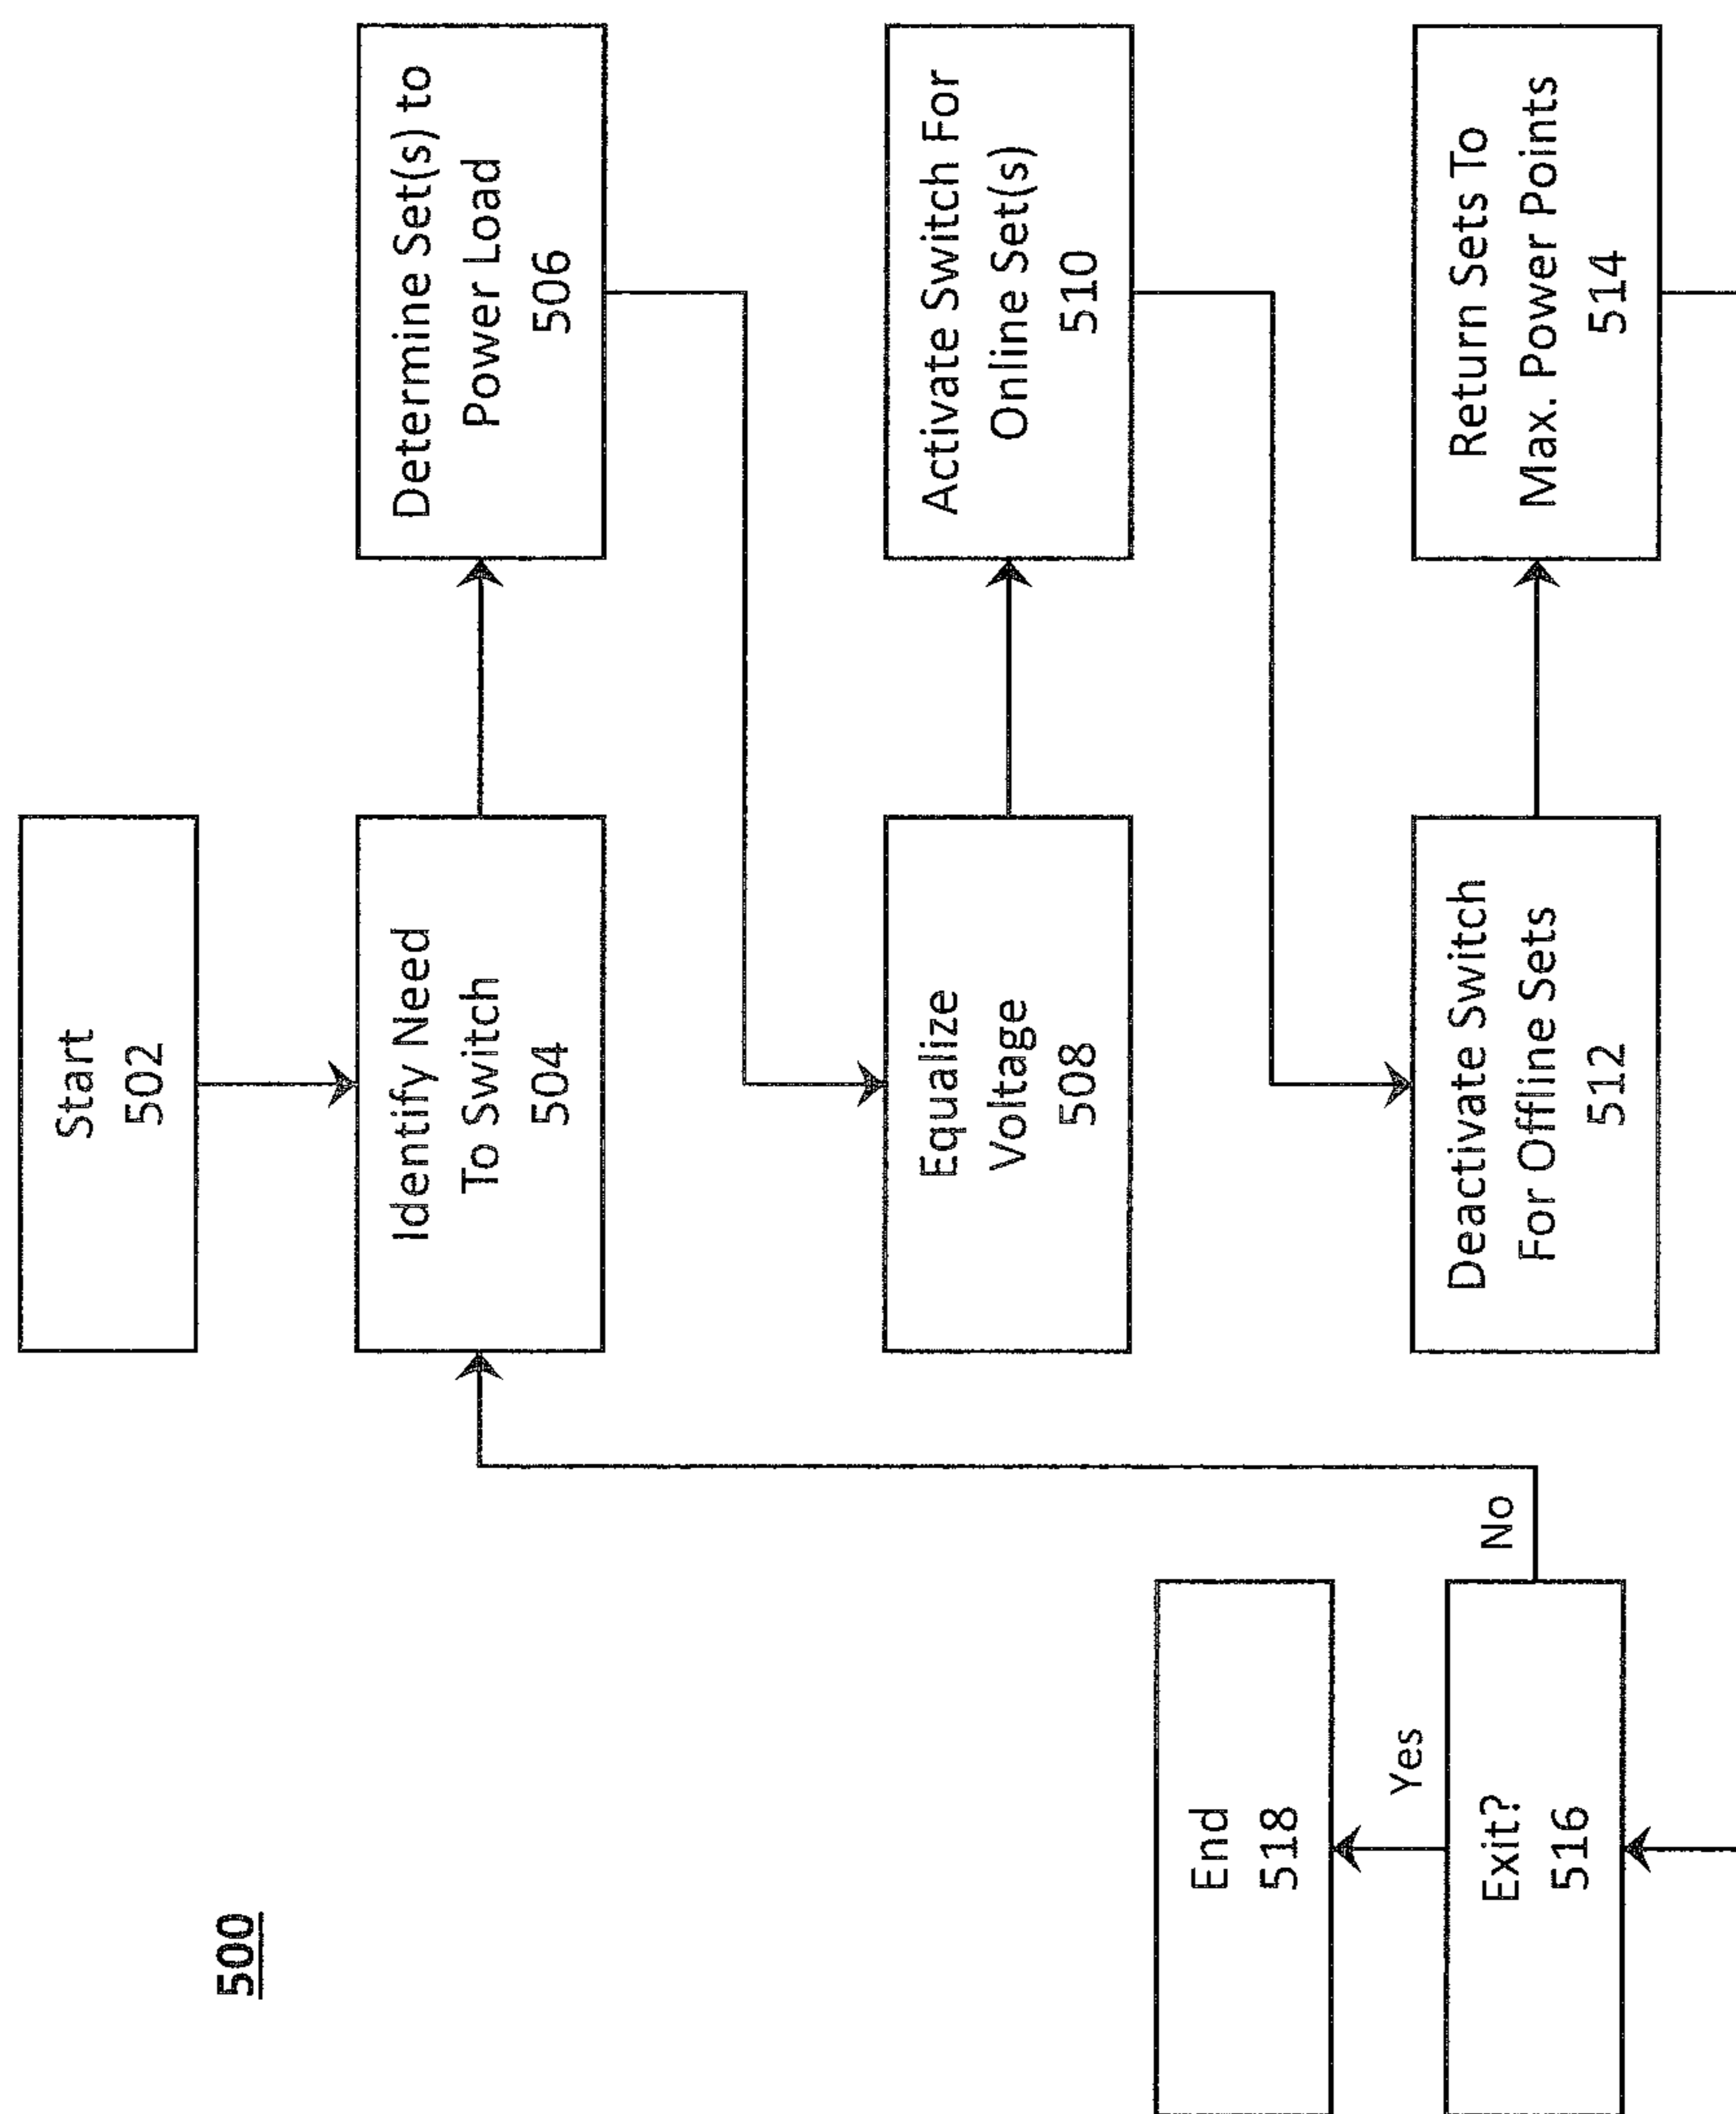 500
Start
502
Identify Need
To Switch
504
Determine Set(s) to
Power Load
506
Equalize
Voltage
508
Activate Switch For
Online Set(s)
510
Deactivate Switch
For Offline Sets
512
Return Sets To
Max. Power Points
514
Exit?
516
No
Yes
End
518